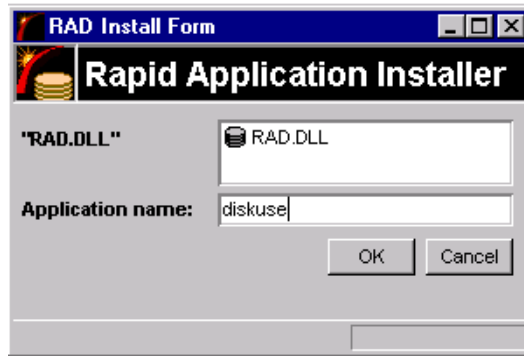 RAD Install Form
Rapid Application Installer
"RAD.DLL"
RAD.DLL
Application name:
diskuse
OK
Cancel